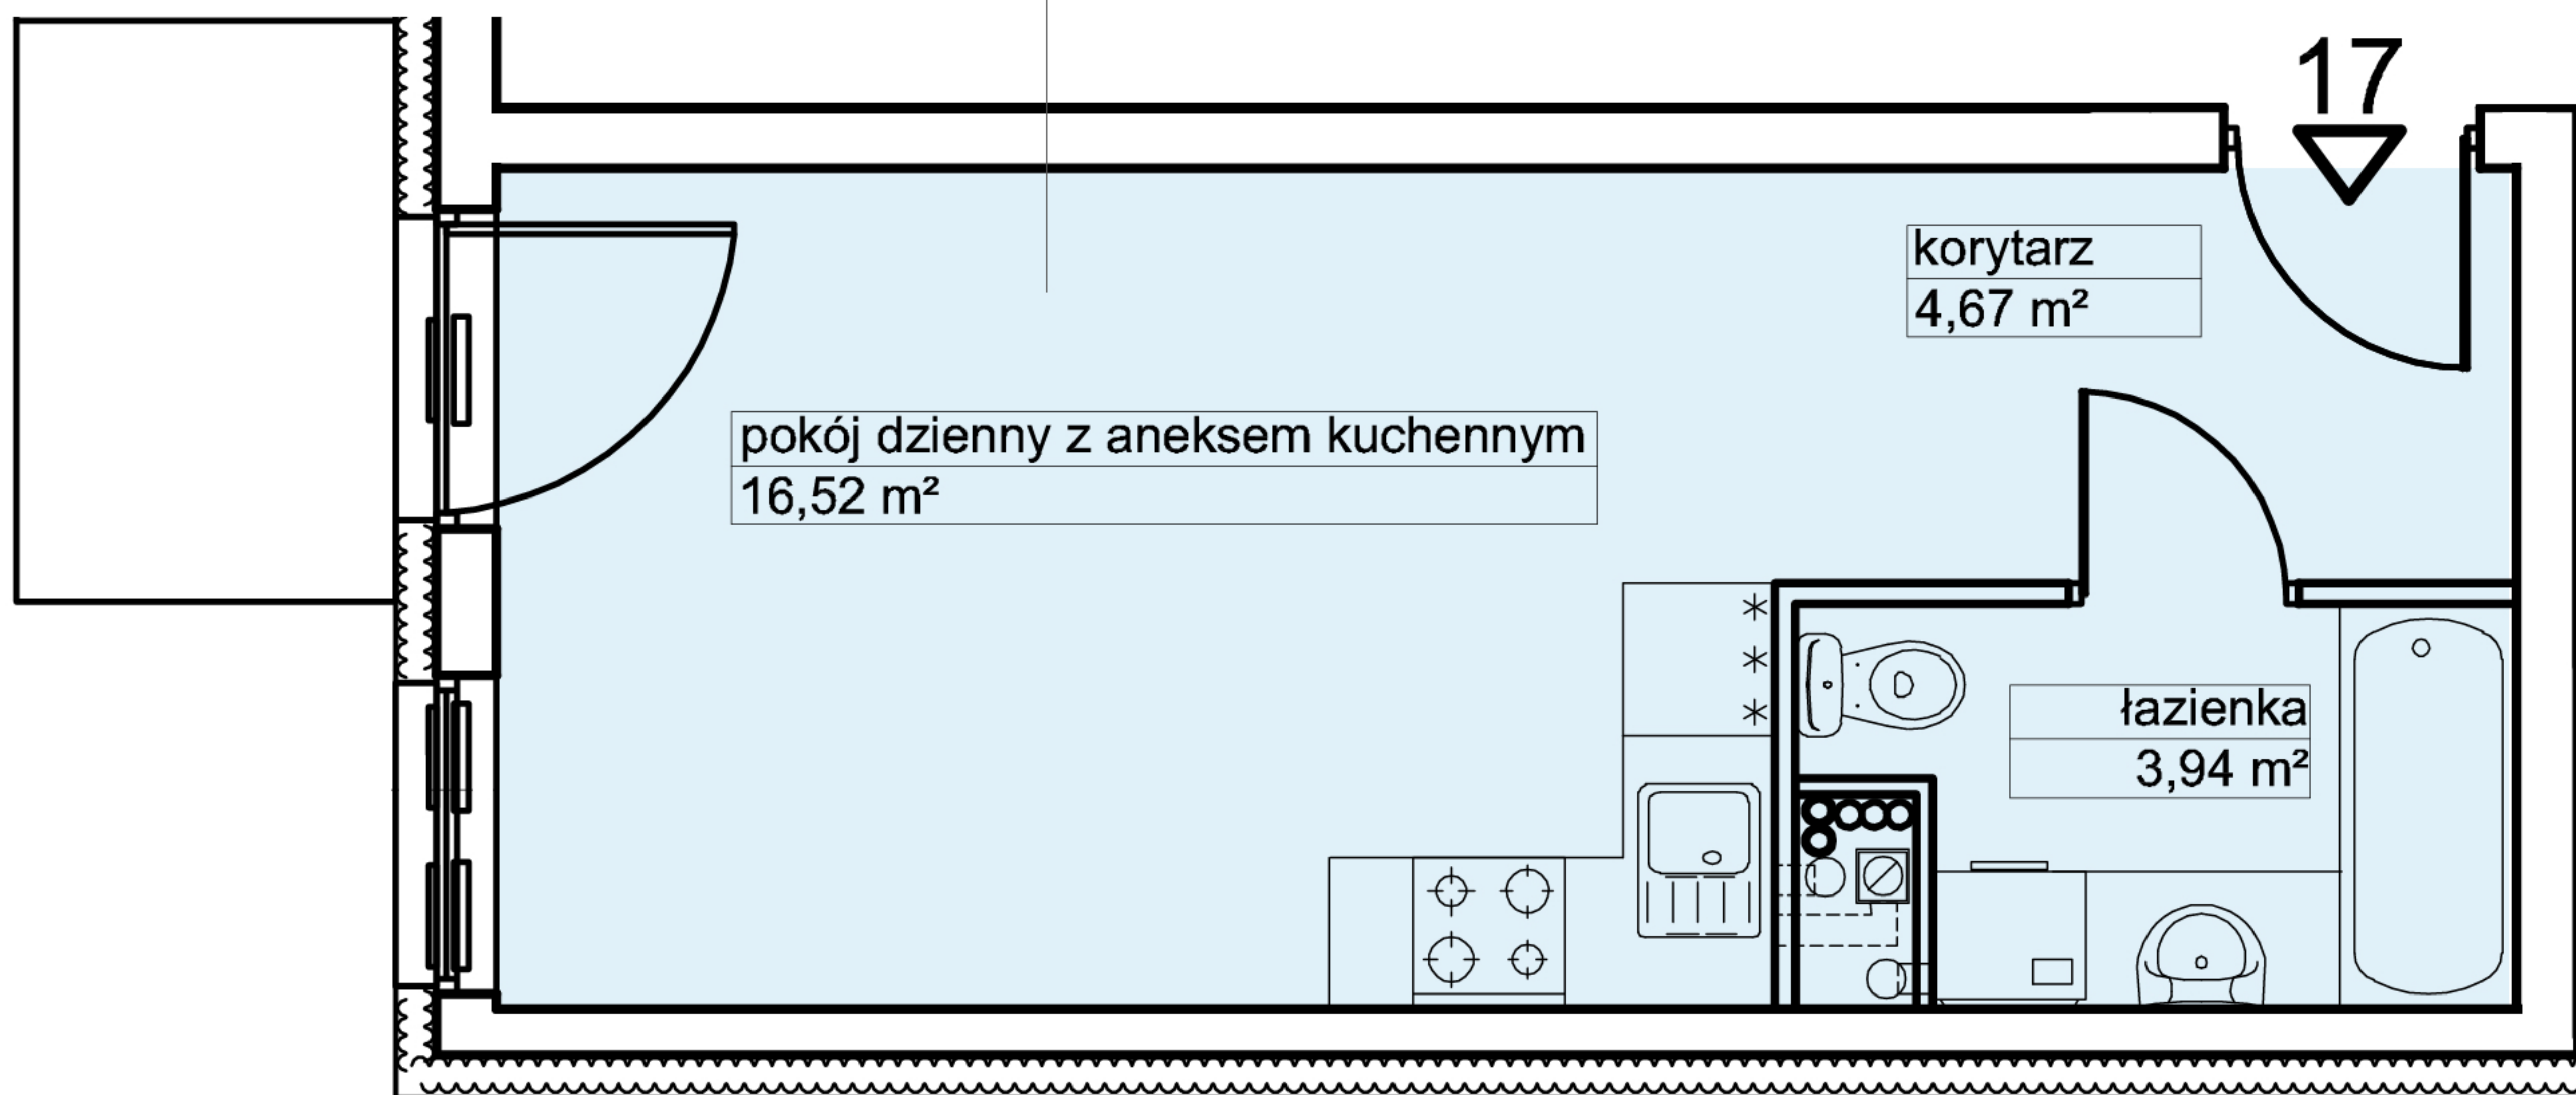 17
korytarz
4,67 m²
pokój dzienny z aneksem kuchennym
16,52 m²
łazienka
3,94 m²